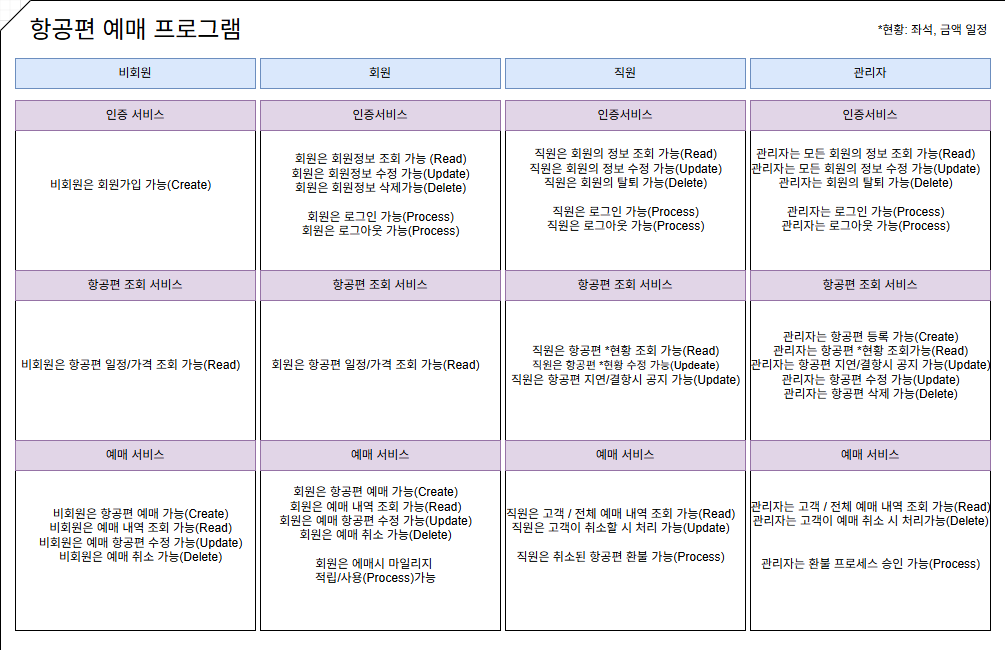 항공편 예매 프로그램
*현황: 좌석, 금액 일정
비회원
회원
직원
관리자
인증 서비스
인증서비스
인증서비스
인증서비스
비회원은 회원가입 가능(Create)
회원은 회원정보 조회 가능 (Read)
회원은 회원정보 수정 가능(Update)
회원은 회원정보 삭제가능(Delete)
회원은 로그인 가능(Process)
회원은 로그아웃 가능(Process)
직원은 회원의 정보 조회 가능(Read)
직원은 회원의 정보 수정 가능(Update)
직원은 회원의 탈퇴 가능(Delete)
직원은 로그인 가능(Process)
직원은 로그아웃 가능(Process)
관리자는 모든 회원의 정보 조회 가능(Read)
관리자는 모든 회원의 정보 수정 가능(Update)
관리자는 회원의 탈퇴 가능(Delete)
관리자는 로그인 가능(Process)
관리자는 로그아웃 가능(Process)
항공편 조회 서비스
항공편 조회 서비스
항공편 조회 서비스
항공편 조회 서비스
비회원은 항공편 일정/가격 조회 가능(Read)
회원은 항공편 일정/가격 조회 가능(Read)
직원은 항공편 *현황 조회 가능(Read)
직원은 항공편 *현황 수정 가능(Updeate)
직원은 항공편 지연/결항시 공지 가능(Update)
관리자는 항공편 등록 가능(Create)
관리자는 항공편 *현황 조회가능(Read)
관리자는 항공편 지연/결항시 공지 가능(Update)
관리자는 항공편 수정 가능(Update)
관리자는 항공편 삭제 가능(Delete)
예매 서비스
예매 서비스
예매 서비스
예매 서비스
비회원은 항공편 예매 가능(Create)
비회원은 예매 내역 조회 가능(Read)
비회원은 예매 항공편 수정 가능(Update)
비회원은 예매 취소 가능(Delete)
회원은 항공편 예매 가능(Create)
회원은 예매 내역 조회 가능(Read)
회원은 예매 항공편 수정 가능(Update)
회원은 예매 취소 가능(Delete)
회원은 에매시 마일리지
적립/사용(Process)가능
직원은 고객 / 전체 예매 내역 조회 가능(Read)
직원은 고객이 취소할 시 처리 가능(Update)
직원은 취소된 항공편 환불 가능(Process)
관리자는 고객 / 전체 예매 내역 조회 가능(Read)
관리자는 고객이 예매 취소 시 처리가능(Delete)
관리자는 환불 프로세스 승인 가능(Process)